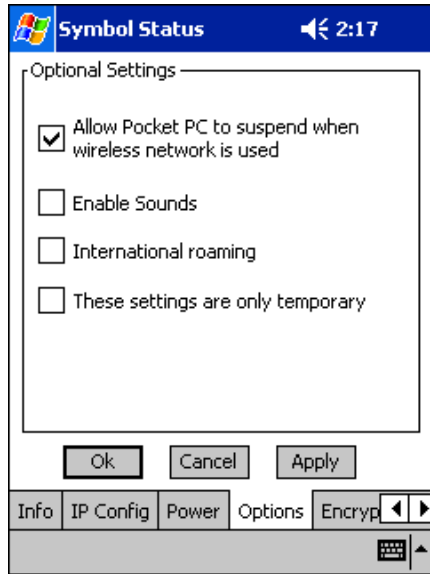 Symbol Status 2:17
Optional Settings
Allow Pocket PC to suspend when
wireless network is used
Enable Sounds
International roaming
These settings are only temporary
Ok Cancel Apply
Info IP Config Power Options Encryp